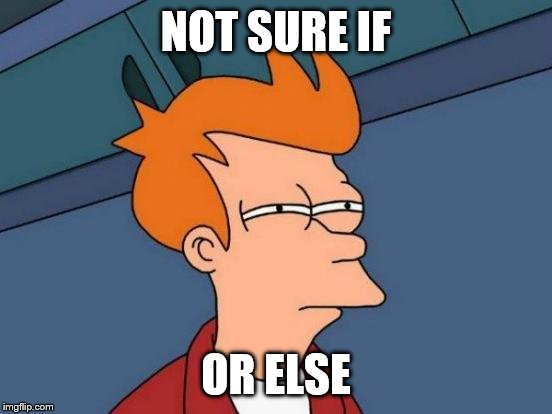 NOT SURE IF
OR ELSE
imgflip.com